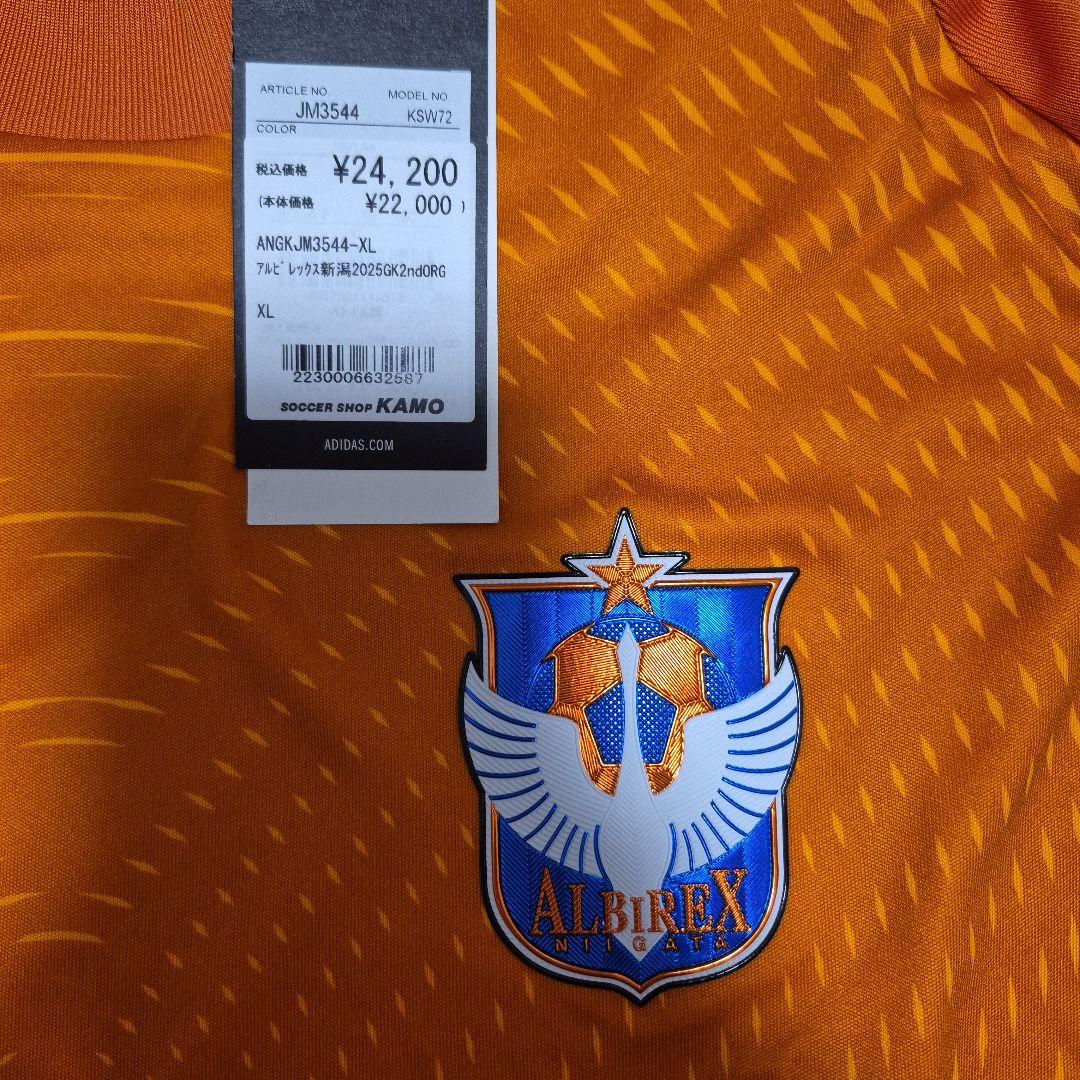 ARTICLE NO.
MODEL NO.
JM3544
KSW72
COLOR
税込価格 ¥24,200
(本体価格 ¥22,000)
ANGKJM3544-XL
アルビレックス新潟2025GK2ndORG
XL
2230006632587
SOCCER SHOP KAMO
ADIDAS.COM
ALBIREX
NIIGATA